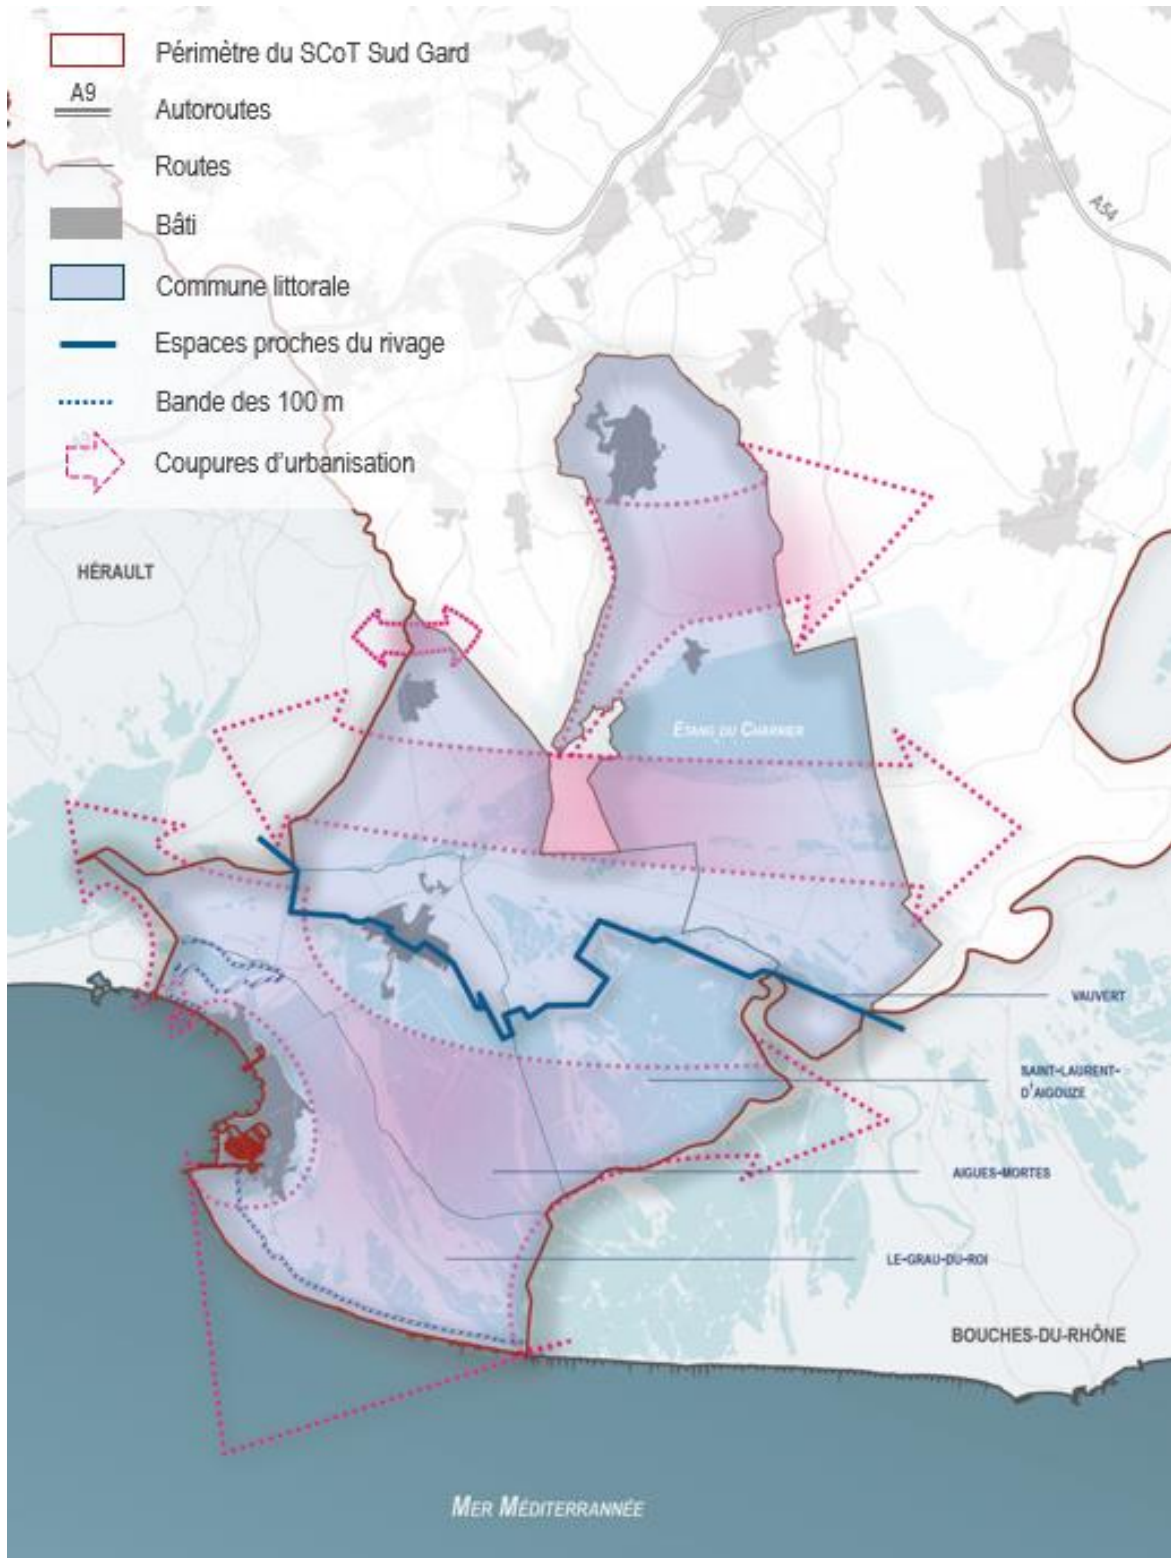 Périmètre du SCoT Sud Gard
A9
Autoroutes
Routes
Bâti
Commune littorale
Espaces proches du rivage
Bande des 100 m
Coupures d'urbanisation
A54
HÉRAULT
ETANG DU CHARNIER
VAUVERT
SAINT-LAURENT-
D'AIGOUZE
AIGUES-MORTES
LE-GRAU-DU-ROI
BOUCHES-DU-RHÔNE
MER MÉDITERRANNÉE